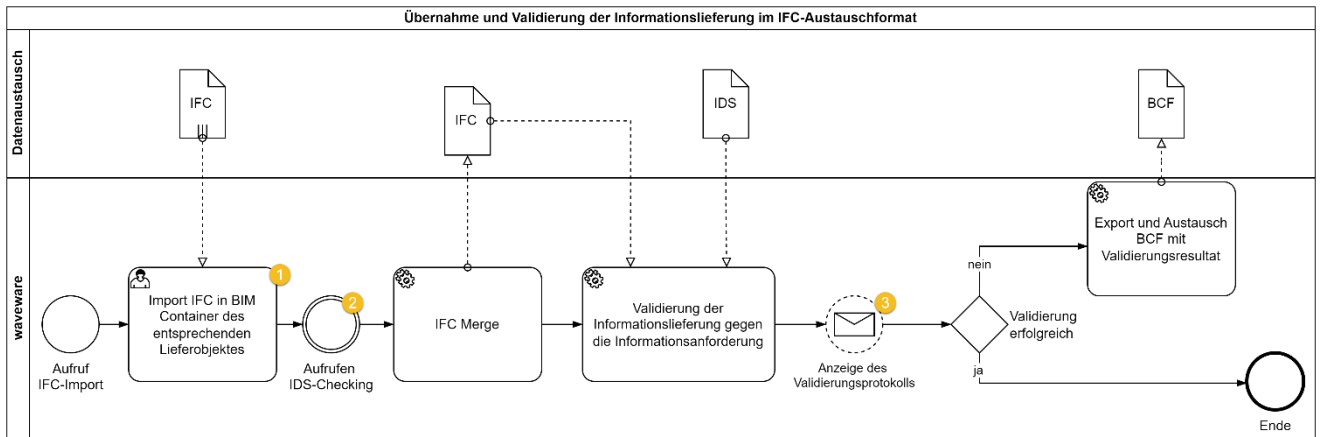 Übernahme und Validierung der Informationslieferung im IFC-Austauschformat
Datenaustausch
IFC
IFC
IDS
BCF
waveware
Aufruf
IFC-Import
1
Import IFC in BIM
Container des
entsprechenden
Lieferobjektes
2
Aufrufen
IDS-Checking
IFC Merge
Validierung der
Informationslieferung gegen
die Informationsanforderung
3
Anzeige des
Validierungsprotokolls
Validierung
erfolgreich
nein
ja
Export und Austausch
BCF mit
Validierungsresultat
Ende